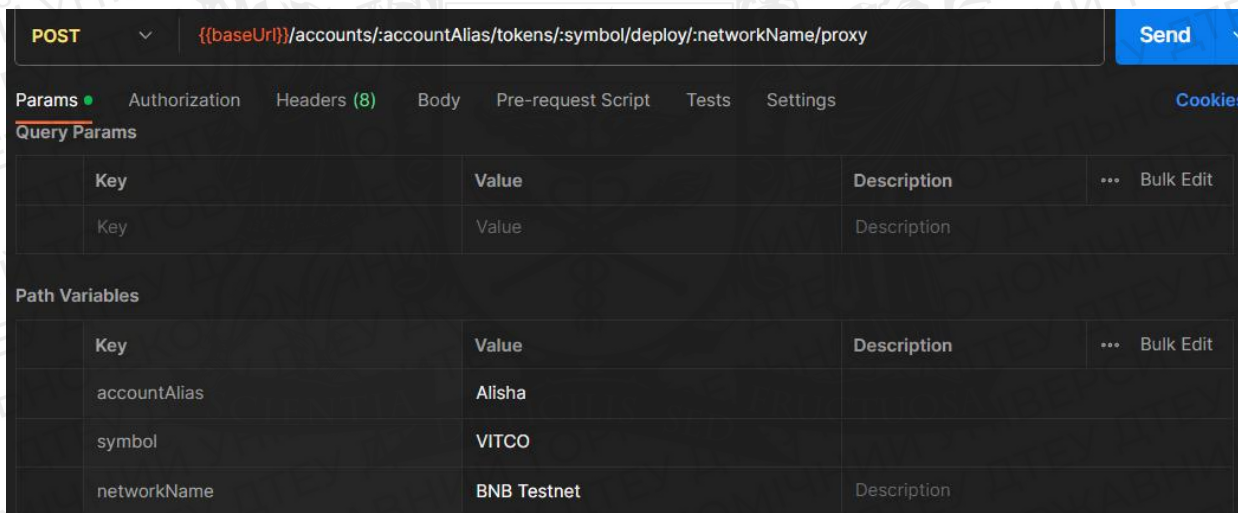 POST {{baseUrl}}/accounts/:accountAlias/tokens/:symbol/deploy/:networkName/proxy Send
Params Authorization Headers (8) Body Pre-request Script Tests Settings Cookies
Query Params
Key Value Description ••• Bulk Edit
Key Value Description
Path Variables
Key Value Description ••• Bulk Edit
accountAlias Alisha
symbol VITCO
networkName BNB Testnet Description